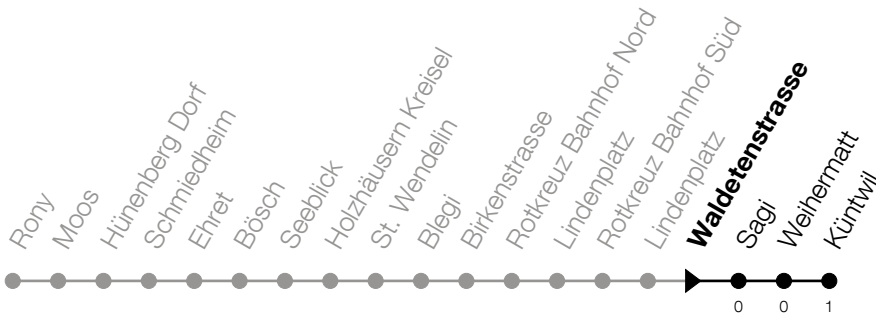 Rony
Moos
Hünenberg Dorf
Schmiedheim
Ehret
Bösch
Seeblick
Holzhäusern Kreisel
St. Wendelin
Blegi
Birkenstrasse
Rotkreuz Bahnhof Nord
Lindenplatz
Rotkreuz Bahnhof Süd
Lindenplatz
Waldetenstrasse
Sagi
Weihermatt
Küntwil
0
0
1